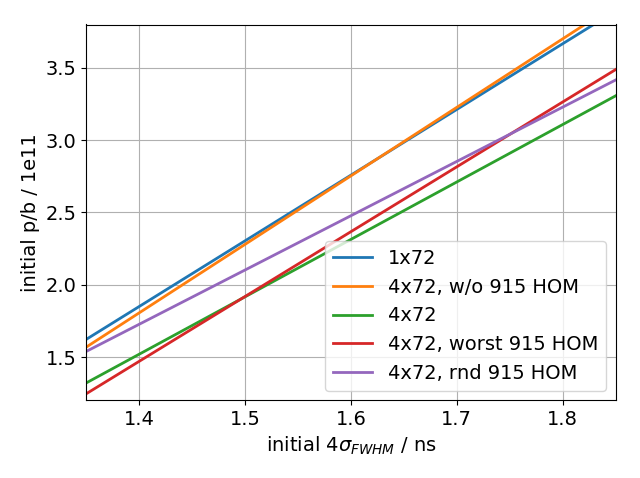 3.5
3.0
2.5
2.0
1.5
initial p/b / 1e11
1x72
4x72, w/o 915 HOM
4x72
4x72, worst 915 HOM
4x72, rnd 915 HOM
1.4 1.5 1.6 1.7 1.8
initial 4σFWHM / ns